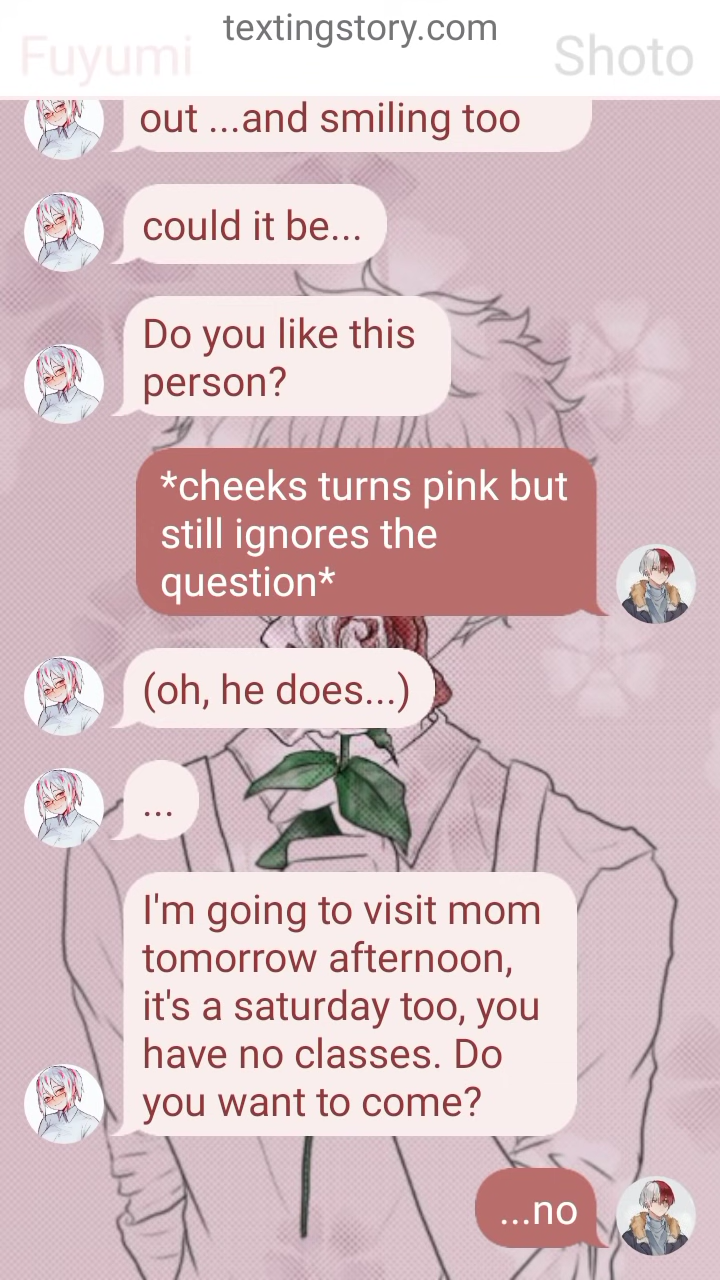 textingstory.com
Fuyumi
Shoto
out ...and smiling too
could it be...
Do you like this
person?
*cheeks turns pink but
still ignores the
question*
(oh, he does...)
...
I'm going to visit mom
tomorrow afternoon,
it's a saturday too, you
have no classes. Do
you want to come?
...no